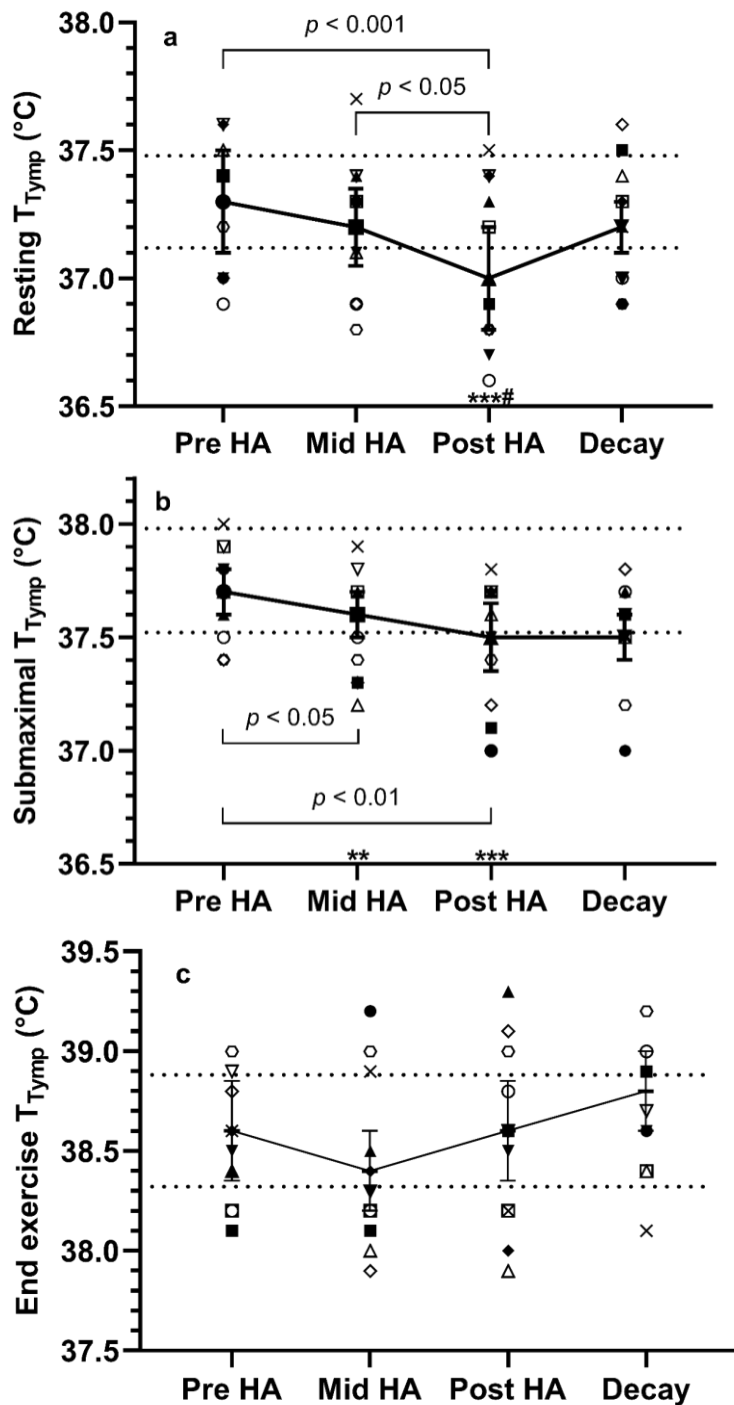 a
p < 0.001
p < 0.05
Resting T_Tymp (°C)
38.0
37.5
37.0
36.5
***#
Pre HA Mid HA Post HA Decay
b
Submaximal T_Tymp (°C)
38.0
37.5
37.0
36.5
p < 0.05
p < 0.01
** ***
Pre HA Mid HA Post HA Decay
c
End exercise T_Tymp (°C)
39.5
39.0
38.5
38.0
37.5
Pre HA Mid HA Post HA Decay